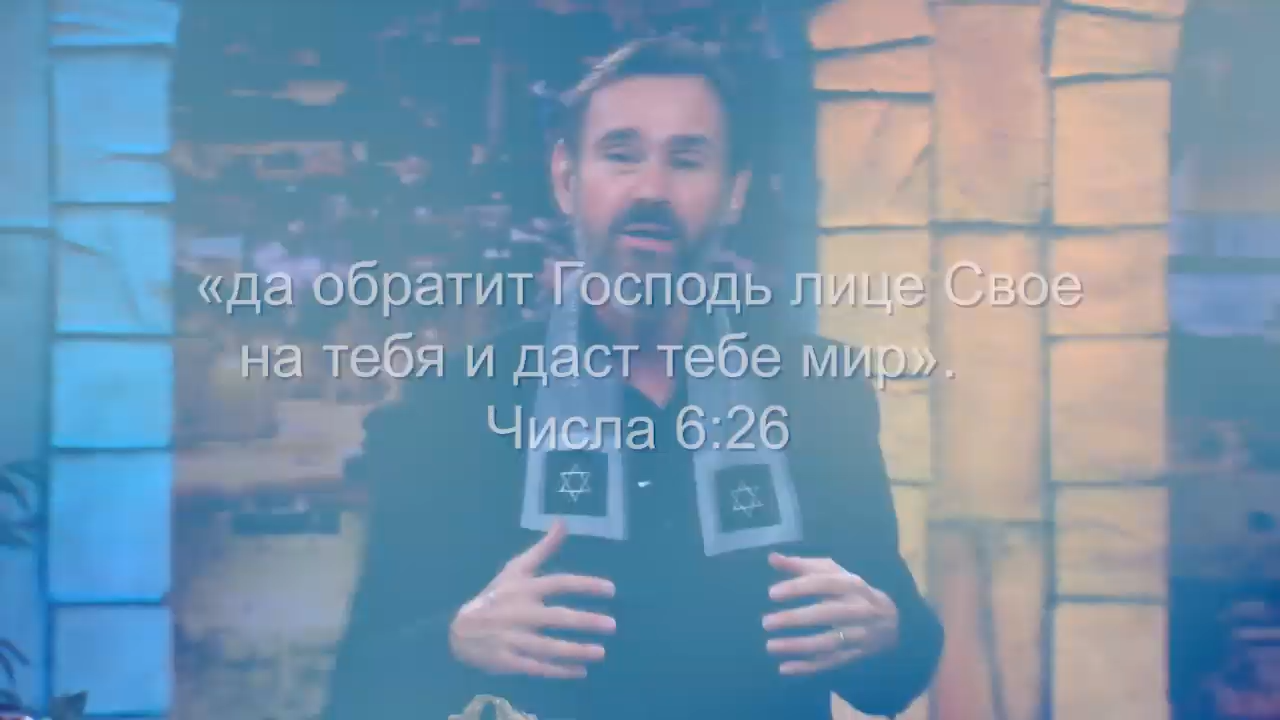 «да обратит Господь лице Свое
на тебя и даст тебе мир».
Числа 6:26